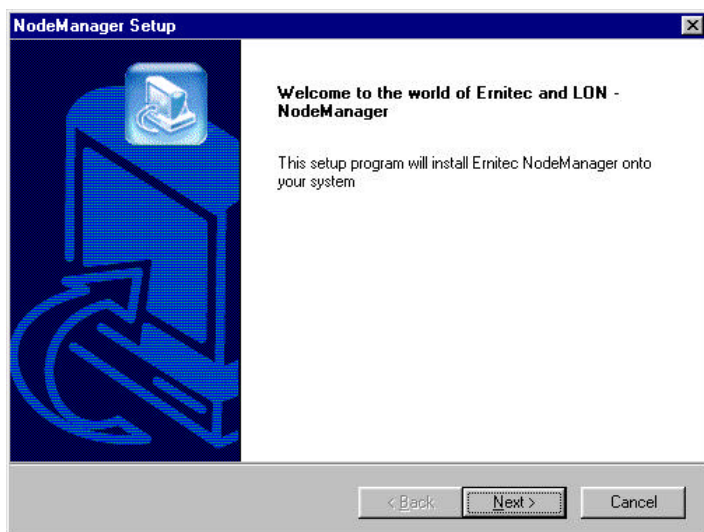 NodeManager Setup
Welcome to the world of Ernitec and LON -
NodeManager
This setup program will install Ernitec NodeManager onto
your system
< Back
Next >
Cancel